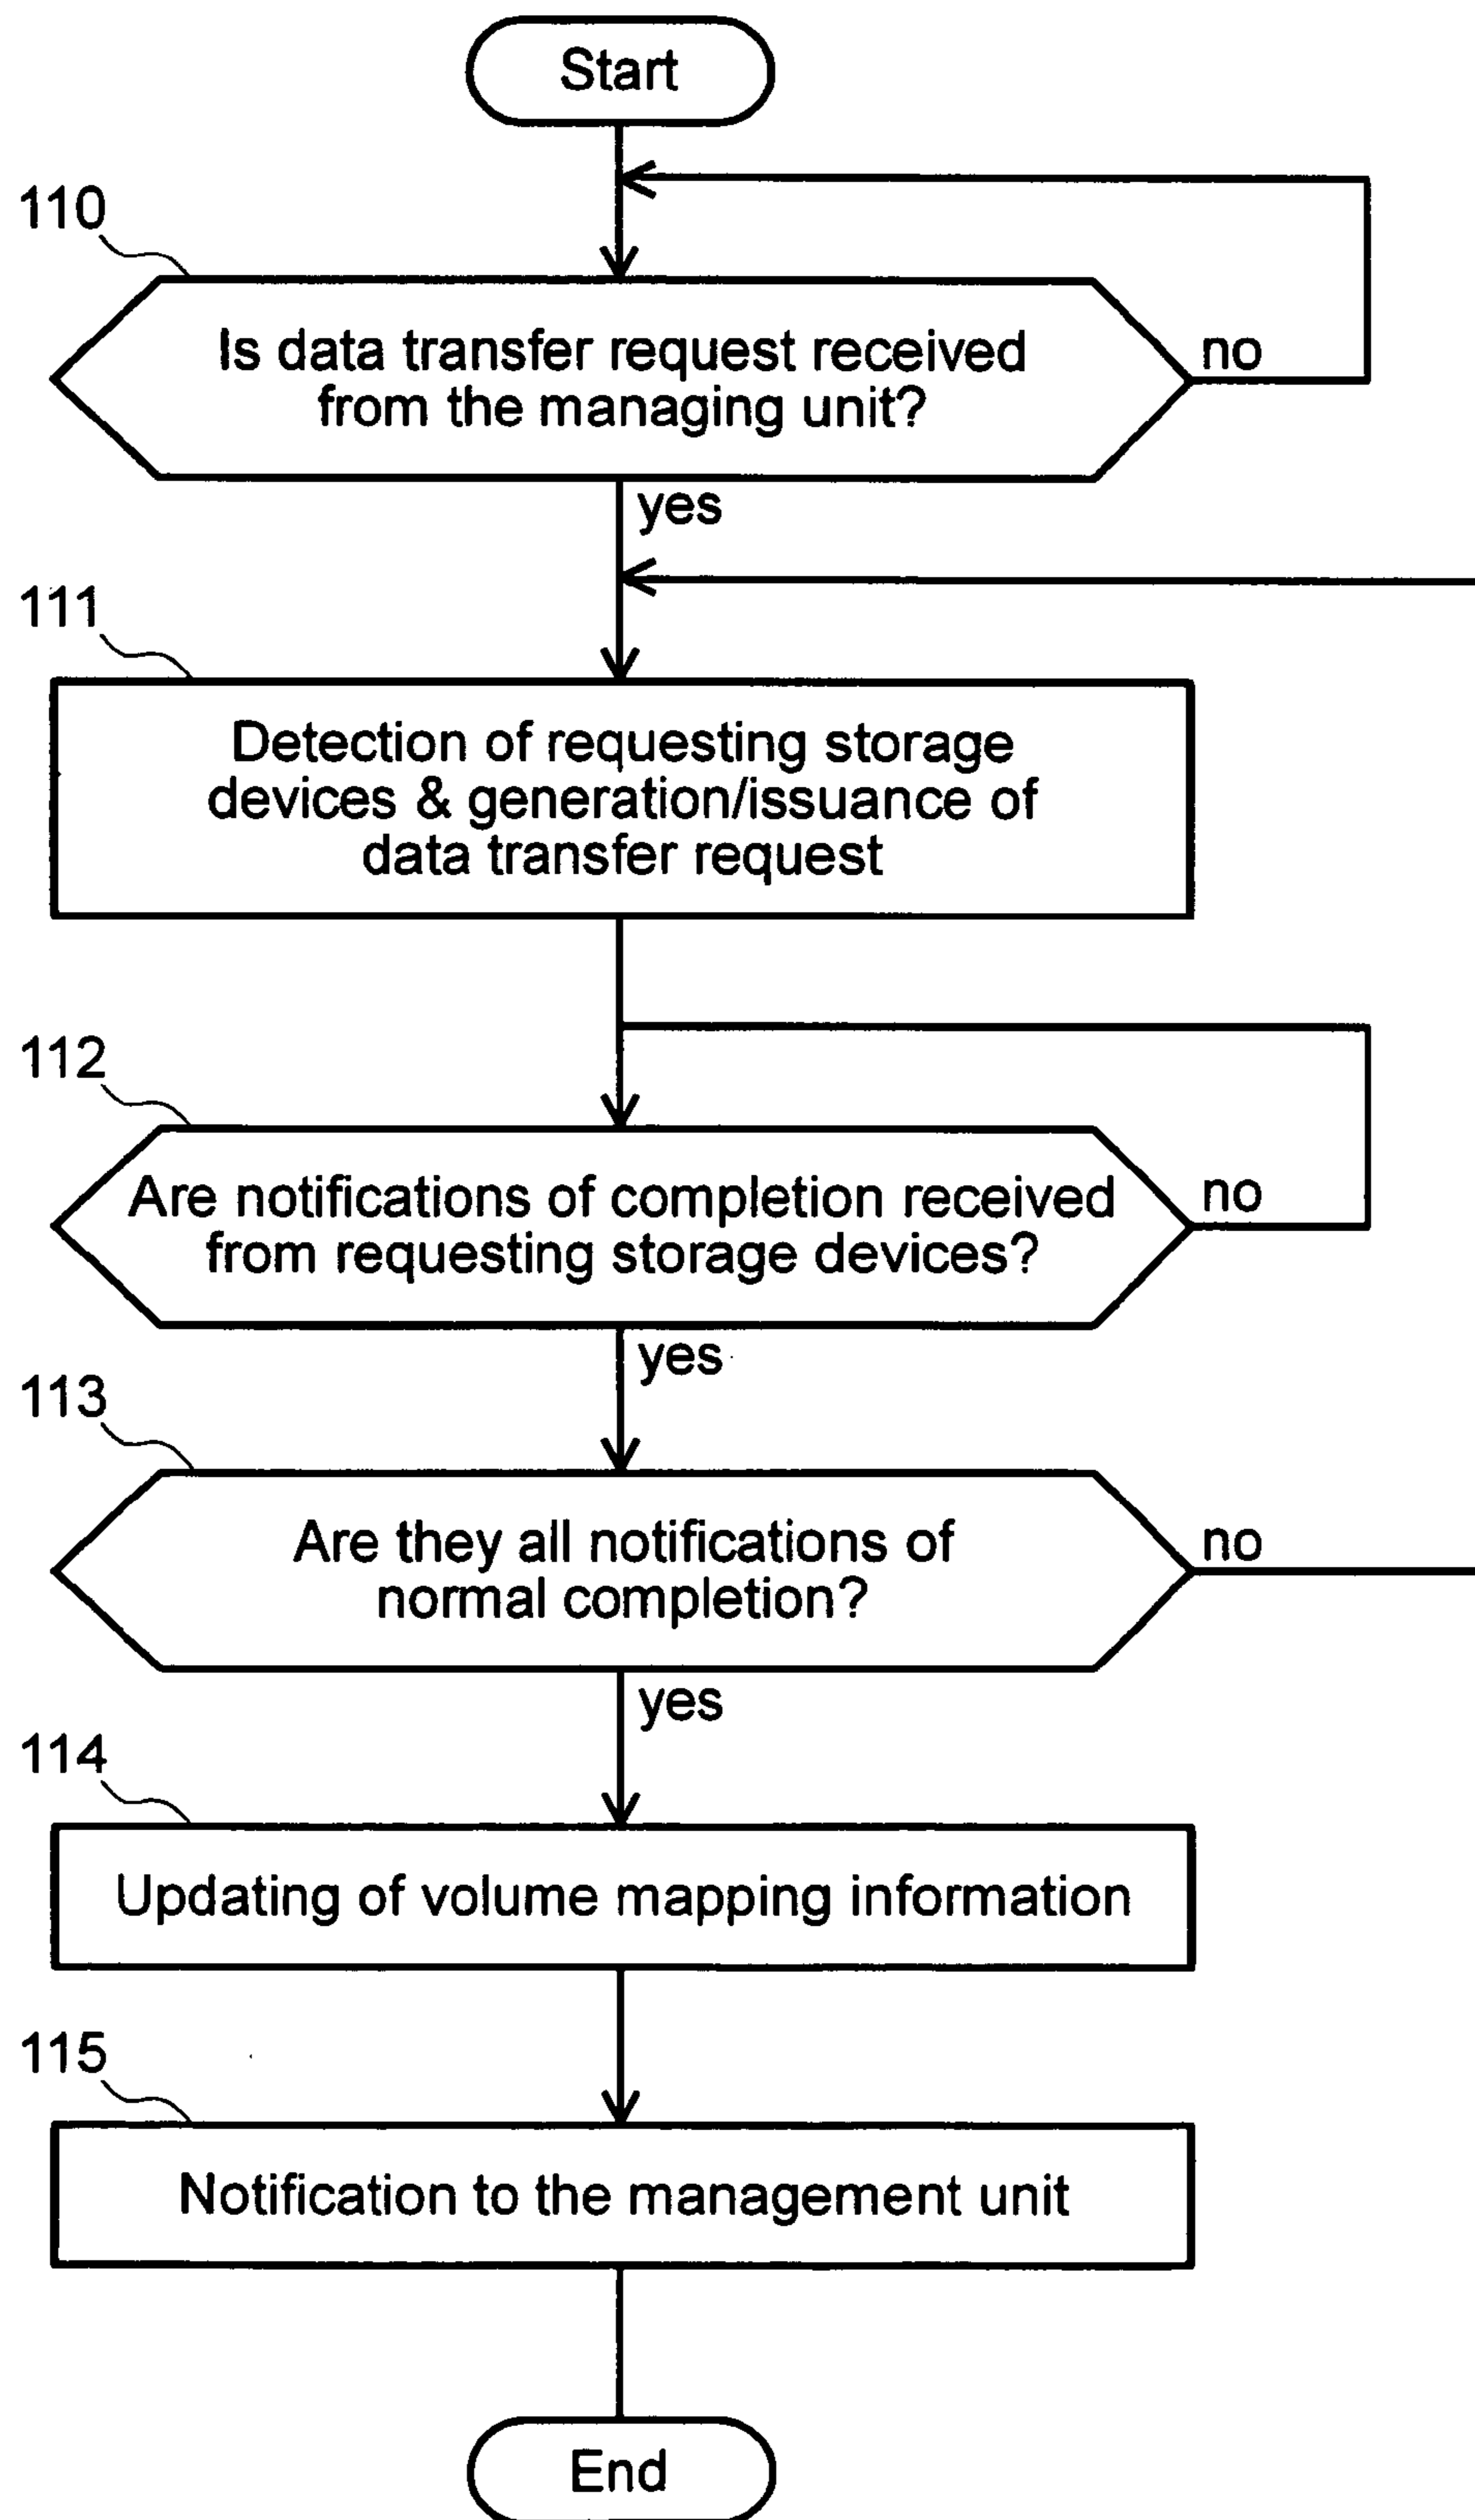 Start
110
Is data transfer request received
from the managing unit?
no
yes
111
Detection of requesting storage
devices & generation/issuance of
data transfer request
112
Are notifications of completion received
from requesting storage devices?
no
yes
113
Are they all notifications of
normal completion?
no
yes
114
Updating of volume mapping information
115
Notification to the management unit
End